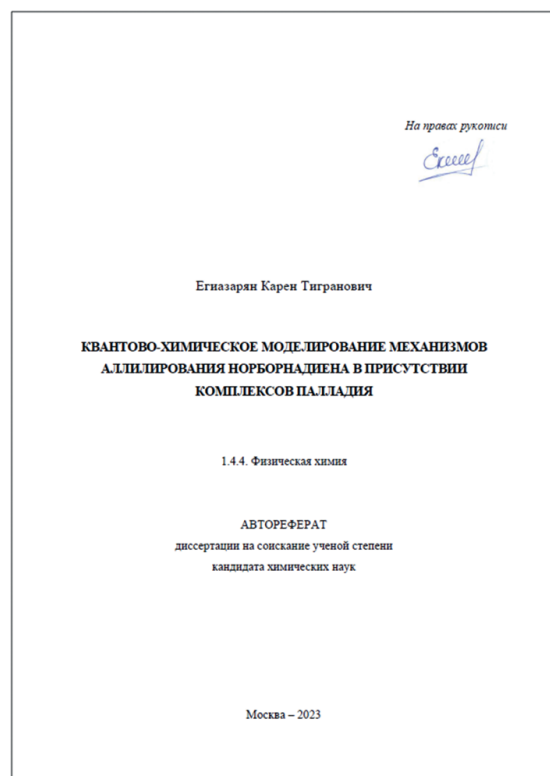 На правах рукописи
Егиазарян Карен Тигранович
КВАНТОВО-ХИМИЧЕСКОЕ МОДЕЛИРОВАНИЕ МЕХАНИЗМОВ
АЛЛИЛИРОВАНИЯ НОРБОРНАДИЕНА В ПРИСУТСТВИИ
КОМПЛЕКСОВ ПАЛЛАДИЯ
1.4.4. Физическая химия
АВТОРЕФЕРАТ
диссертации на соискание ученой степени
кандидата химических наук
Москва – 2023